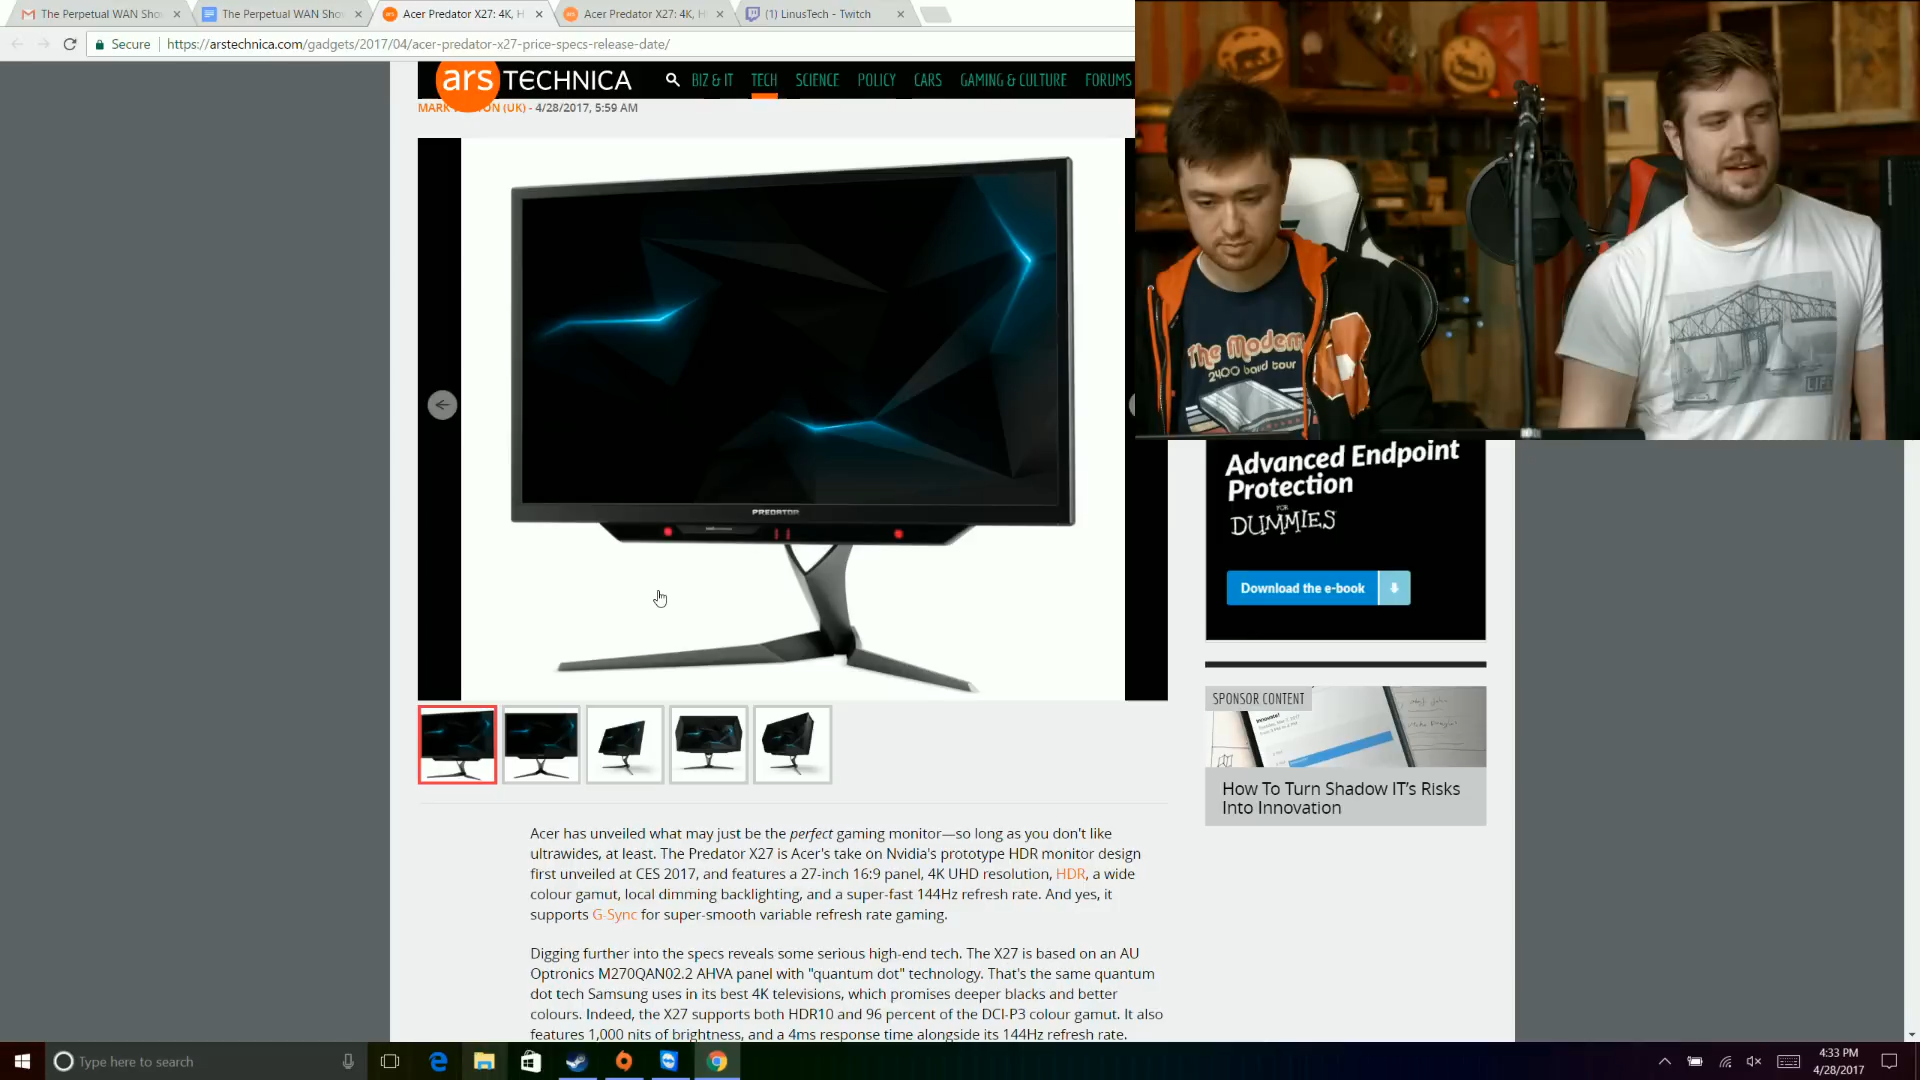 The Perpetual WAN Sho
The Perpetual WAN Show
Acer Predator X27: 4K, H
Acer Predator X27: 4K, H
(1) LinusTech - Twitch
Secure
https://arstechnica.com/gadgets/2017/04/acer-predator-x27-price-specs-release-date/
ars TECHNICA
BIZ & IT
TECH
SCIENCE
POLICY
CARS
GAMING & CULTURE
FORUMS
(UK) - 4/28/2017, 5:59 AM
PREDATOR
The Modem
2400 baud tour
LIFE
Advanced Endpoint
Protection
FOR
DUMMIES
Download the e-book
SPONSOR CONTENT
How To Turn Shadow IT's Risks
Into Innovation
Acer has unveiled what may just be the perfect gaming monitor—so long as you don't like
ultrawides, at least. The Predator X27 is Acer's take on Nvidia's prototype HDR monitor design
first unveiled at CES 2017, and features a 27-inch 16:9 panel, 4K UHD resolution, HDR, a wide
colour gamut, local dimming backlighting, and a super-fast 144Hz refresh rate. And yes, it
supports G-Sync for super-smooth variable refresh rate gaming.
Digging further into the specs reveals some serious high-end tech. The X27 is based on an AU
Optronics M270QAN02.2 AHVA panel with "quantum dot" technology. That's the same quantum
dot tech Samsung uses in its best 4K televisions, which promises deeper blacks and better
colours. Indeed, the X27 supports both HDR10 and 96 percent of the DCI-P3 colour gamut. It also
features 1,000 nits of brightness, and a 4ms response time alongside its 144Hz refresh rate.
Type here to search
4:33 PM
4/28/2017